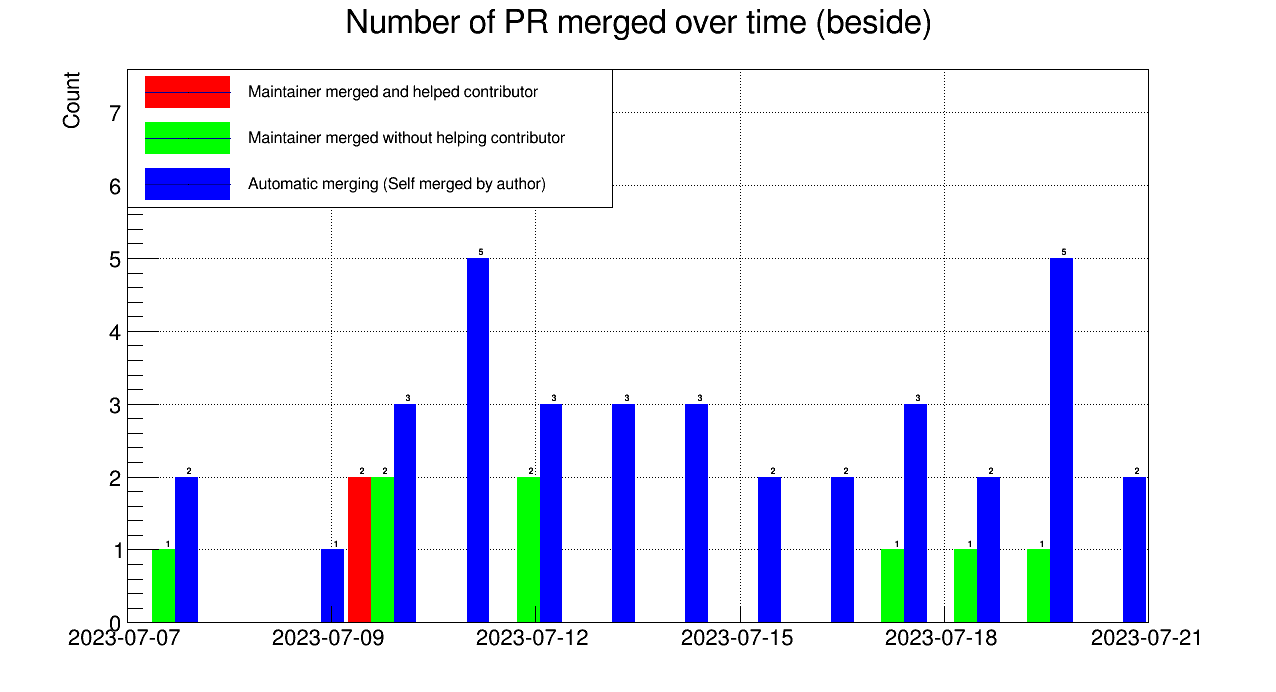 Number of PR merged over time (beside)
Count
Maintainer merged and helped contributor
Maintainer merged without helping contributor
Automatic merging (Self merged by author)
7
6
5
4
3
2
1
0
1 2 1 2 2 3 5 2 3 3 3 2 2 1 3 1 2 1 5 2
2023-07-07 2023-07-09 2023-07-12 2023-07-15 2023-07-18 2023-07-21